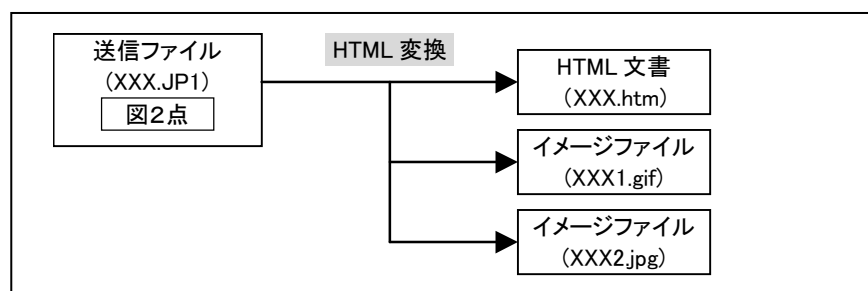 送信ファイル
(XXX.JP1)
図2点
HTML 変換
HTML 文書
(XXX.htm)
イメージファイル
(XXX1.gif)
イメージファイル
(XXX2.jpg)